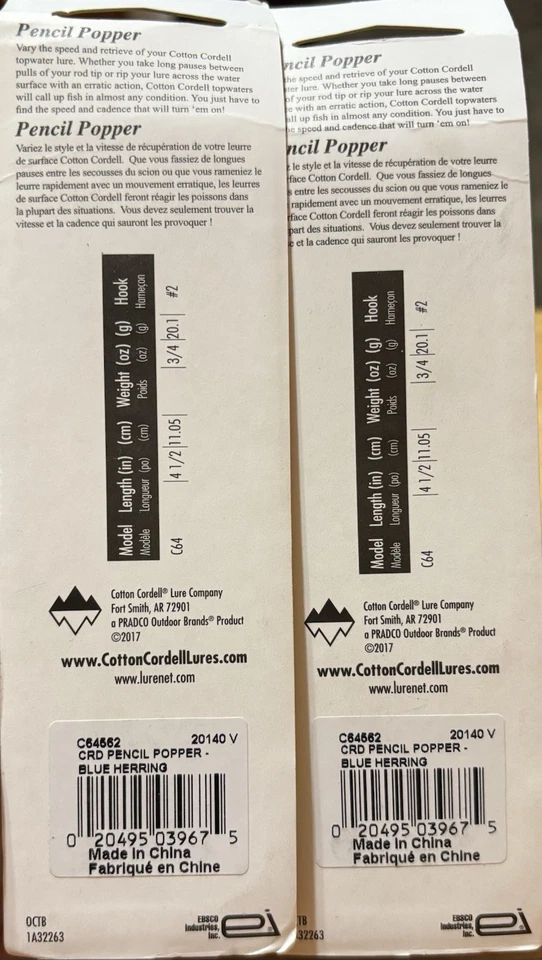 Pencil Popper
Vary the speed and retrieve of your Cotton Cordell
topwater lure. Whether you take long pauses between
pulls of your rod tip or rip your lure across the water
surface with an erratic action, Cotton Cordell topwaters
will call up fish in almost any condition. You just have to
find the speed and cadence that will turn 'em on!
Pencil Popper
Variez le style et la vitesse de récupération de votre leurre
de surface Cotton Cordell. Que vous fassiez de longues
pauses entre les secousses du scion ou que vous rameniez le
leurre rapidement avec un mouvement erratique, les leurres
de surface Cotton Cordell feront réagir les poissons dans
la plupart des situations. Vous devez seulement trouver la
vitesse et la cadence qui sauront les provoquer !
Model Length (in) (cm) Weight (oz) (g) Hook
Modèle Longueur (po) (cm) Poids (oz) (g) Hameçon
C64 4 1/2 11.05 3/4 20.1 #2
Cotton Cordell® Lure Company
Fort Smith, AR 72901
a PRADCO Outdoor Brands® Product
©2017
www.CottonCordellLures.com
www.lurenet.com
C64562 20140 V
CRD PENCIL POPPER -
BLUE HERRING
0 20495 03967 5
Made in China
Fabriqué en Chine
OCTB
1A32263
EBSCO
Industries,
Inc.
ei
ncil Popper
he speed and retrieve of your Cotton Cordell
ter lure. Whether you take long pauses between
of your rod tip or rip your lure across the water
e with an erratic action, Cotton Cordell topwaters
ll up fish in almost any condition. You just have to
he speed and cadence that will turn 'em on!
ncil Popper
le style et la vitesse de récupération de votre leurre
face Cotton Cordell. Que vous fassiez de longues
s entre les secousses du scion ou que vous rameniez le
rapidement avec un mouvement erratique, les leurres
face Cotton Cordell feront réagir les poissons dans
part des situations. Vous devez seulement trouver la
e et la cadence qui sauront les provoquer !
Model Length (in) (cm) Weight (oz) (g) Hook
Modèle Longueur (po) (cm) Poids (oz) (g) Hameçon
C64 4 1/2 11.05 3/4 20.1 #2
Cotton Cordell® Lure Company
Fort Smith, AR 72901
a PRADCO Outdoor Brands® Product
©2017
www.CottonCordellLures.com
www.lurenet.com
C64562 20140 V
CRD PENCIL POPPER -
BLUE HERRING
0 20495 03967 5
Made in China
Fabriqué en Chine
TB
32263
EBSCO
Industries,
Inc.
ei